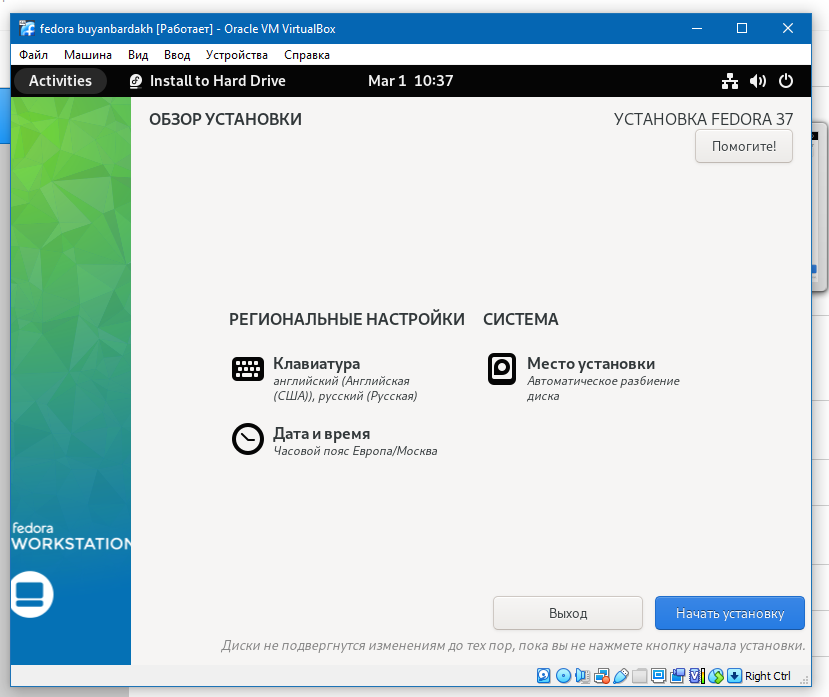 fedora buyanbardakh [Работает] - Oracle VM VirtualBox
Файл Машина Вид Ввод Устройства Справка
Activities Install to Hard Drive Mar 1 10:37
ОБЗОР УСТАНОВКИ УСТАНОВКА FEDORA 37
Помогите!
РЕГИОНАЛЬНЫЕ НАСТРОЙКИ СИСТЕМА
Клавиатура
английский (Английская
(США)), русский (Русская)
Место установки
Автоматическое разбиение
диска
Дата и время
Часовой пояс Европа/Москва
fedora
WORKSTATION
Выход Начать установку
Диски не подвергнутся изменениям до тех пор, пока вы не нажмете кнопку начала установки.
Right Ctrl